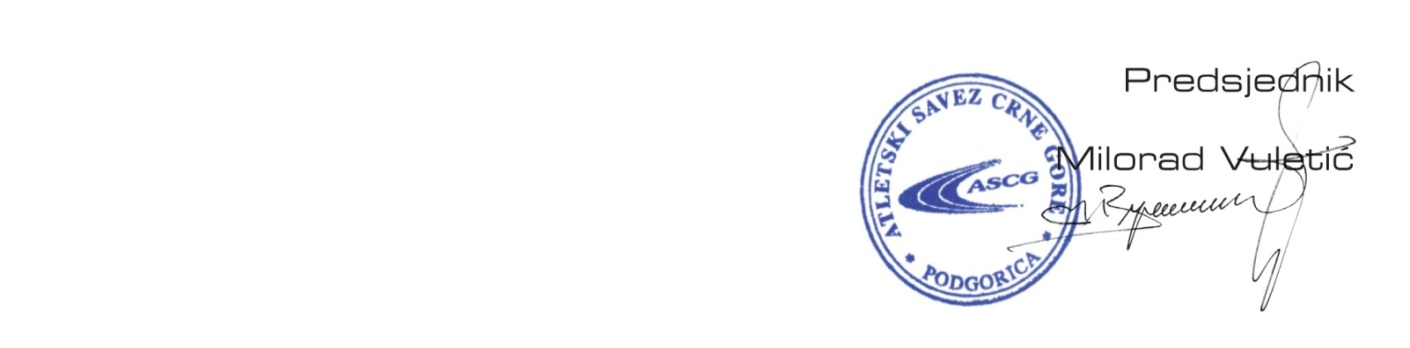 Predsjednik
Milorad Vuletić
ATLETSKI SAVEZ CRNE GORE
ASCG
* PODGORICA *